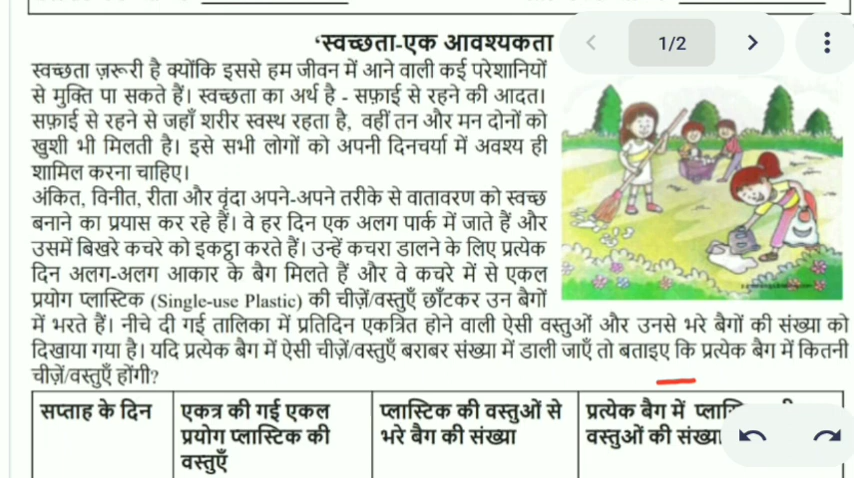 ‘स्वच्छता-एक आवश्यकता
1/2
स्वच्छता ज़रूरी है क्योंकि इससे हम जीवन में आने वाली कई परेशानियों
से मुक्ति पा सकते हैं। स्वच्छता का अर्थ है - सफ़ाई से रहने की आदत।
सफ़ाई से रहने से जहाँ शरीर स्वस्थ रहता है, वहीं तन और मन दोनों को
खुशी भी मिलती है। इसे सभी लोगों को अपनी दिनचर्या में अवश्य ही
शामिल करना चाहिए।
अंकित, विनीत, रीता और वृंदा अपने-अपने तरीके से वातावरण को स्वच्छ
बनाने का प्रयास कर रहे हैं। वे हर दिन एक अलग पार्क में जाते हैं और
उसमें बिखरे कचरे को इकट्ठा करते हैं। उन्हें कचरा डालने के लिए प्रत्येक
दिन अलग-अलग आकार के बैग मिलते हैं और वे कचरे में से एकल
प्रयोग प्लास्टिक (Single-use Plastic) की चीज़ें/वस्तुएँ छाँटकर उन बैगों
में भरते हैं। नीचे दी गई तालिका में प्रतिदिन एकत्रित होने वाली ऐसी वस्तुओं और उनसे भरे बैगों की संख्या को
दिखाया गया है। यदि प्रत्येक बैग में ऐसी चीज़ें/वस्तुएँ बराबर संख्या में डाली जाएँ तो बताइए कि प्रत्येक बैग में कितनी
चीज़ें/वस्तुएँ होंगी?
सप्ताह के दिन
एकत्र की गई एकल
प्रयोग प्लास्टिक की
वस्तुएँ
प्लास्टिक की वस्तुओं से
भरे बैग की संख्या
प्रत्येक बैग में
वस्तुओं की संख्या